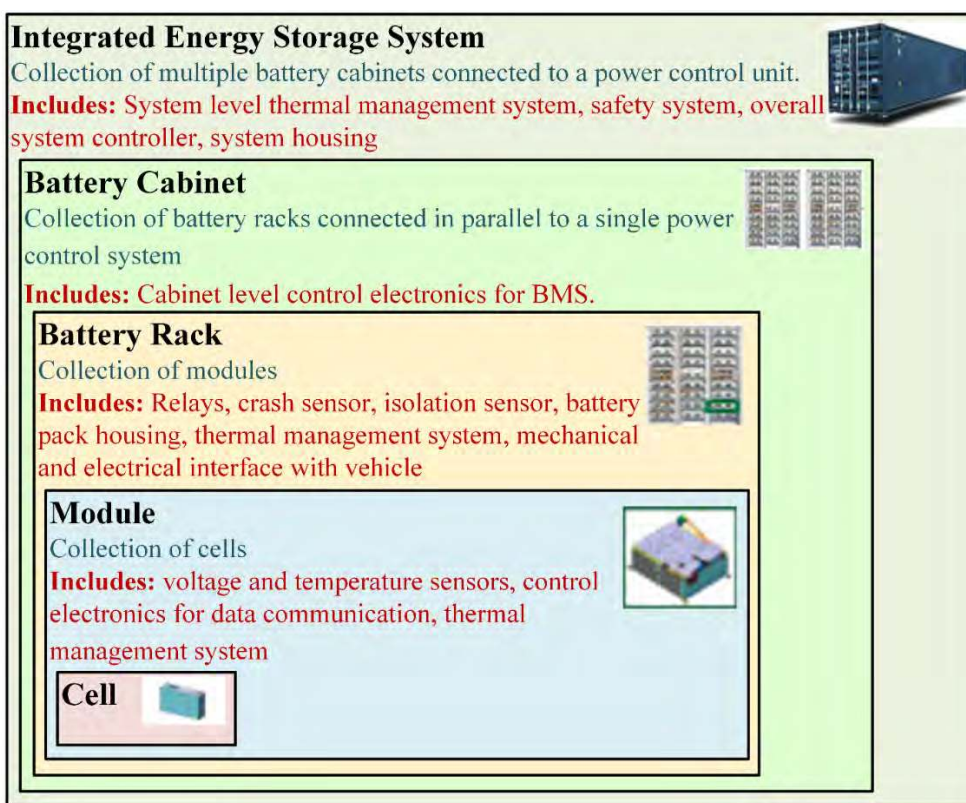 Integrated Energy Storage System
Collection of multiple battery cabinets connected to a power control unit.
Includes: System level thermal management system, safety system, overall
system controller, system housing
Battery Cabinet
Collection of battery racks connected in parallel to a single power
control system
Includes: Cabinet level control electronics for BMS.
Battery Rack
Collection of modules
Includes: Relays, crash sensor, isolation sensor, battery
pack housing, thermal management system, mechanical
and electrical interface with vehicle
Module
Collection of cells
Includes: voltage and temperature sensors, control
electronics for data communication, thermal
management system
Cell